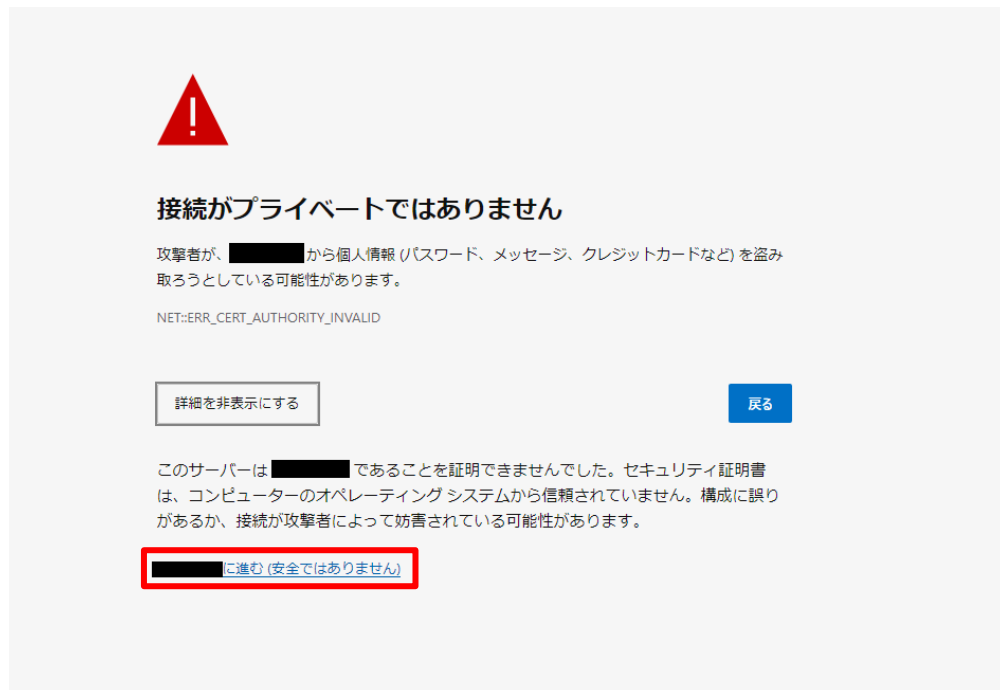 接続がプライベートではありません
攻撃者が、から個人情報 (パスワード、メッセージ、クレジットカードなど) を盗み
取ろうとしている可能性があります。
NET::ERR_CERT_AUTHORITY_INVALID
詳細を非表示にする
戻る
このサーバーはであることを証明できませんでした。セキュリティ証明書
は、コンピューターのオペレーティング システムから信頼されていません。構成に誤り
があるか、接続が攻撃者によって妨害されている可能性があります。
に進む (安全ではありません)